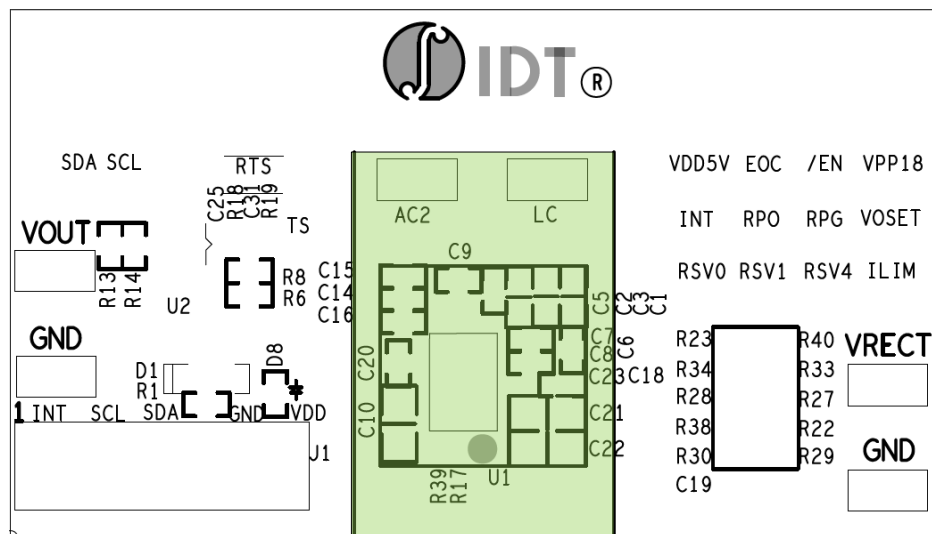 IDT®
SDA SCL
RTS
C25
R18
C31
R19
TS
AC2
LC
VDD5V EOC /EN VPP18
INT RPO RPG VOSET
RSV0 RSV1 RSV4 ILIM
VOUT
R13
R14
U2
R8
R6
C15
C14
C16
C9
C5
C2
C3
C1
C7
C8
C6
C23
C18
C20
C10
C21
C22
GND
D1
R1
D8
1 INT SCL SDA GND VDD
J1
R39
R17
U1
R23
R34
R28
R38
R30
C19
R40
R33
R27
R22
R29
VRECT
GND